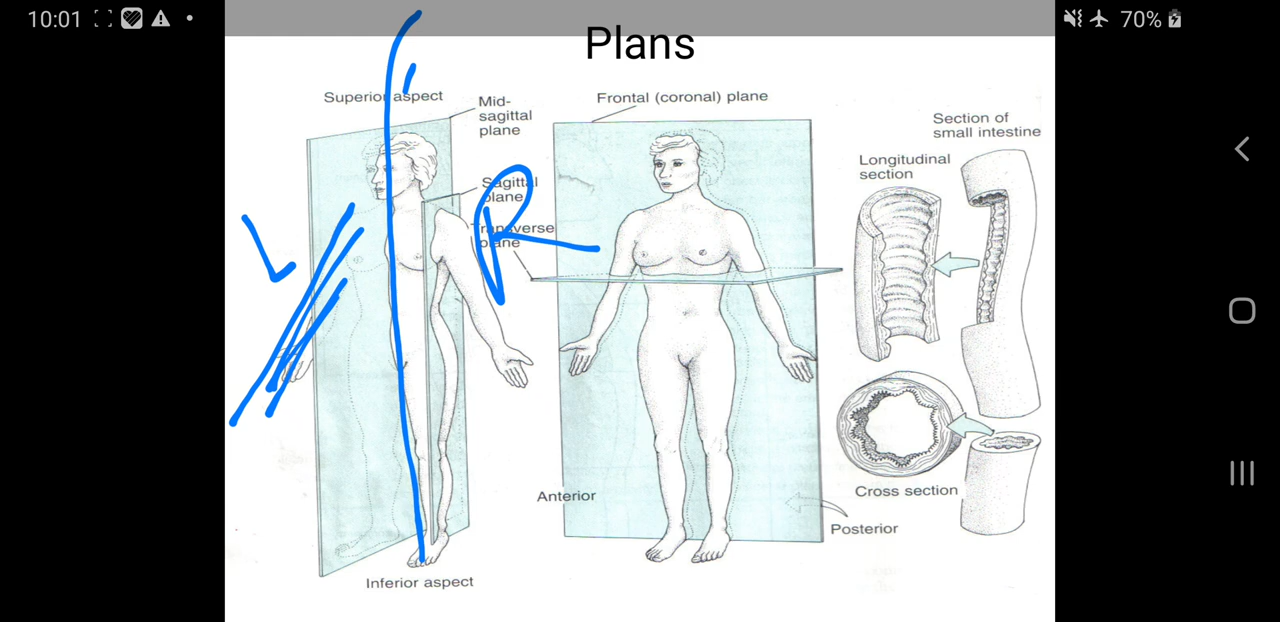 10:01
70%
Plans
Superior aspect
Mid-
sagittal
plane
Sagittal
plane
Transverse
plane
Inferior aspect
Frontal (coronal) plane
Anterior
Posterior
Section of
small intestine
Longitudinal
section
Cross section
L
R